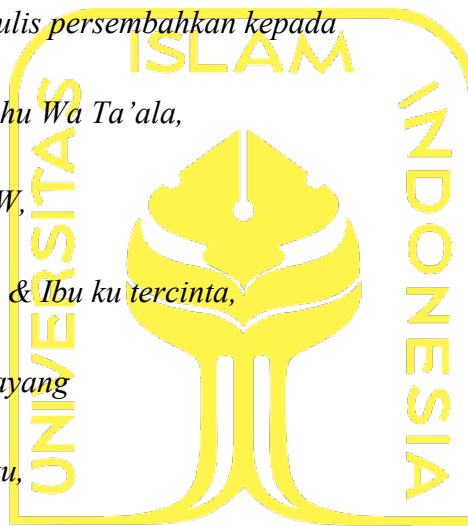 ulis persembahkan kepada
ISLAM
hu Wa Ta'ala,
UNIVERSITAS
INDONESIA
W,
& Ibu ku tercinta,
ayang
u,